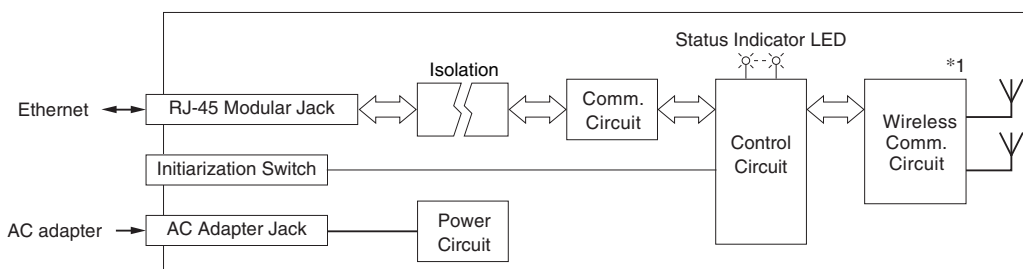 Status Indicator LED
*1
Isolation
Ethernet
RJ-45 Modular Jack
Comm.
Circuit
Control
Circuit
Wireless
Comm.
Circuit
Initiarization Switch
AC adapter
AC Adapter Jack
Power
Circuit